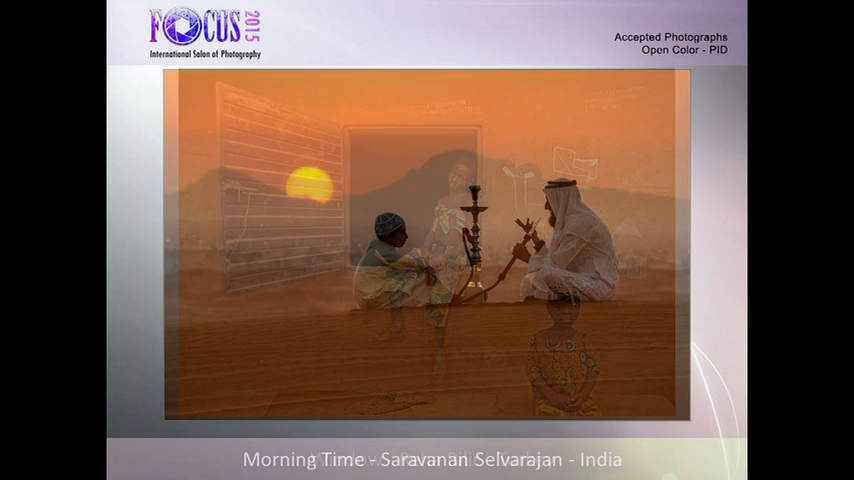 FOCUS 2015
International Salon of Photography
Accepted Photographs
Open Color - PID
Morning Time - Saravanan Selvarajan - India